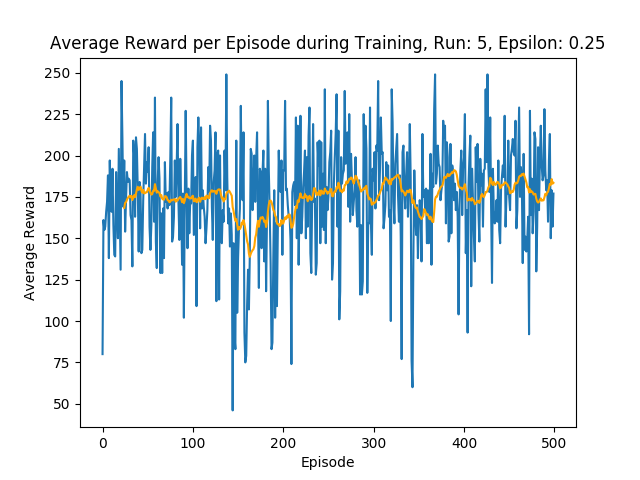 Average Reward per Episode during Training, Run: 5, Epsilon: 0.25
250
225
200
175
150
125
100
75
50
Average Reward
0 100 200 300 400 500
Episode